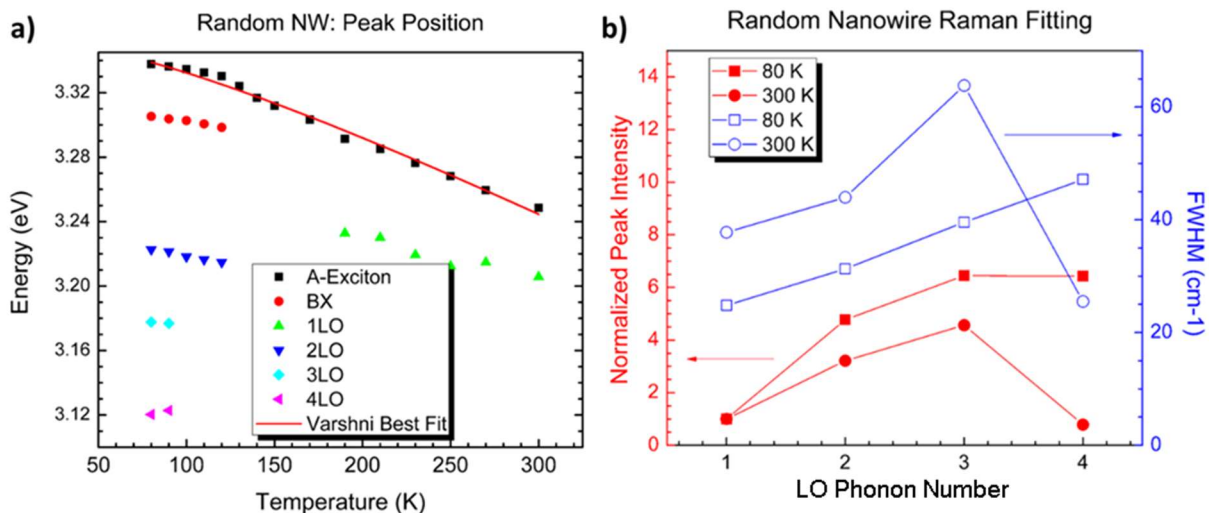 a)
Random NW: Peak Position
Energy (eV)
3.32
3.28
3.24
3.20
3.16
3.12
A-Exciton
BX
1LO
2LO
3LO
4LO
Varshni Best Fit
50 100 150 200 250 300
Temperature (K)
b)
Random Nanowire Raman Fitting
Normalized Peak Intensity
14
12
10
8
6
4
2
0
80 K
300 K
80 K
300 K
60
40
20
0
FWHM (cm-1)
1 2 3 4
LO Phonon Number